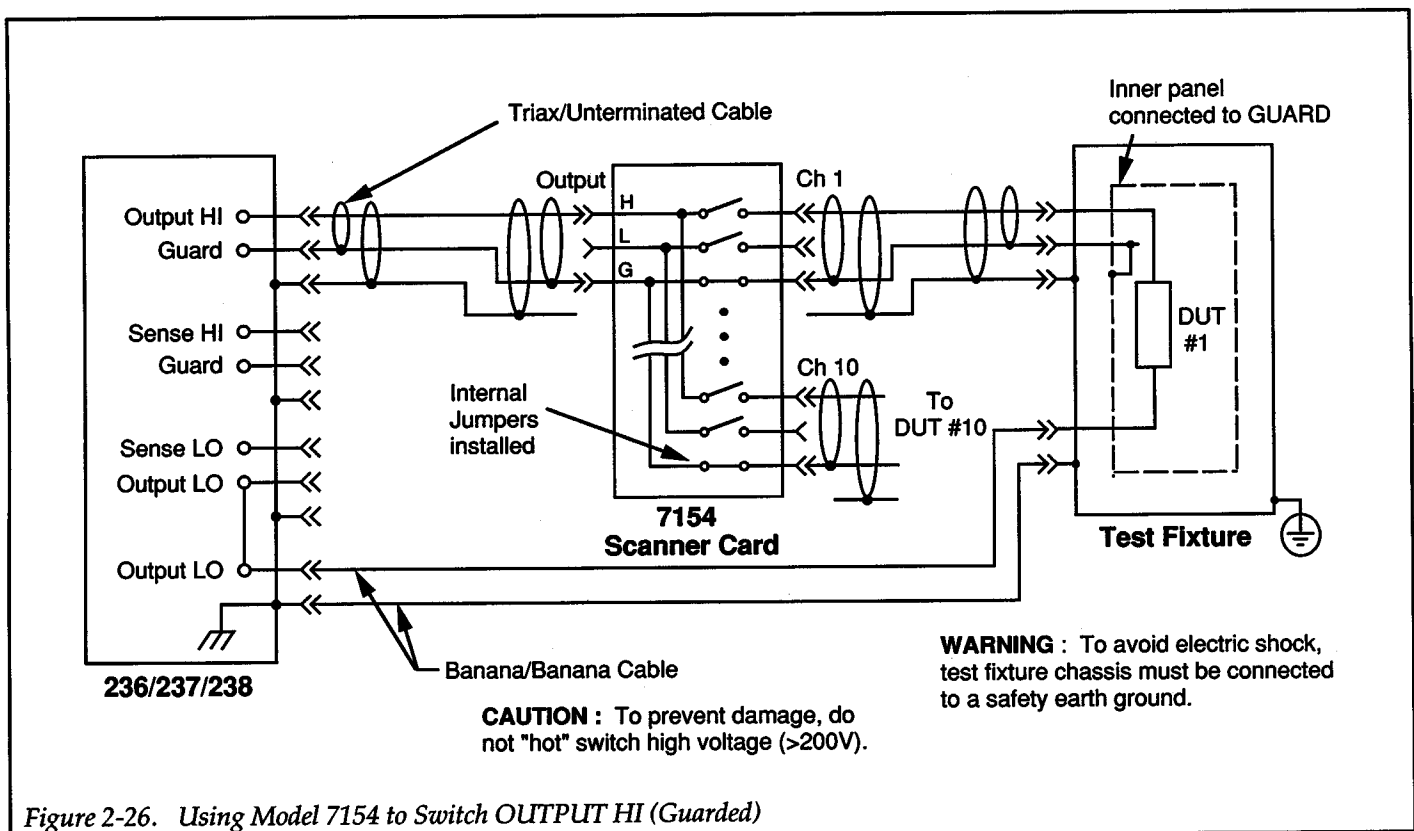 Inner panel
connected to GUARD
Triax/Unterminated Cable
Output
Ch 1
Output HI
H
Guard
L
G
Sense HI
DUT
#1
Guard
Ch 10
Internal
Jumpers
installed
To
DUT #10
Sense LO
Output LO
7154
Scanner Card
Test Fixture
Output LO
WARNING : To avoid electric shock,
test fixture chassis must be connected
to a safety earth ground.
Banana/Banana Cable
236/237/238
CAUTION : To prevent damage, do
not "hot" switch high voltage (>200V).
Figure 2-26. Using Model 7154 to Switch OUTPUT HI (Guarded)